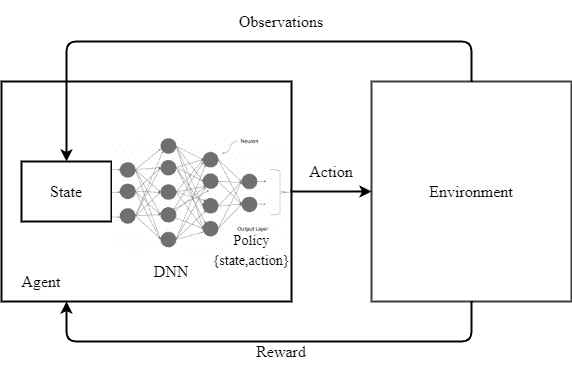 Observations
Neuron
Action
State
Environment
Output Layer
Policy
{state,action}
DNN
Agent
Reward